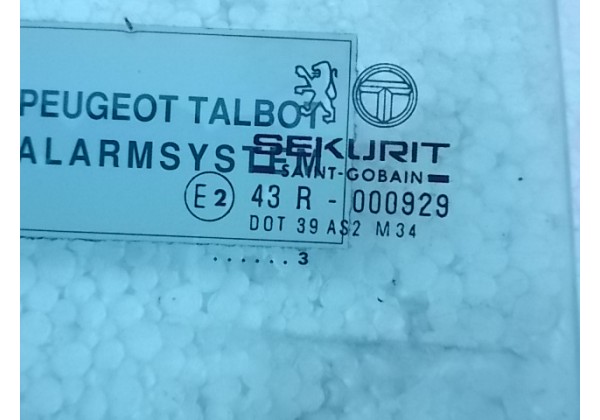 PEUGEOT TALBOT
ALARMSYSTEM
SEKURIT
SAINT-GOBAIN
E2 43 R - 000929
DOT 39 AS2 M34
...... 3